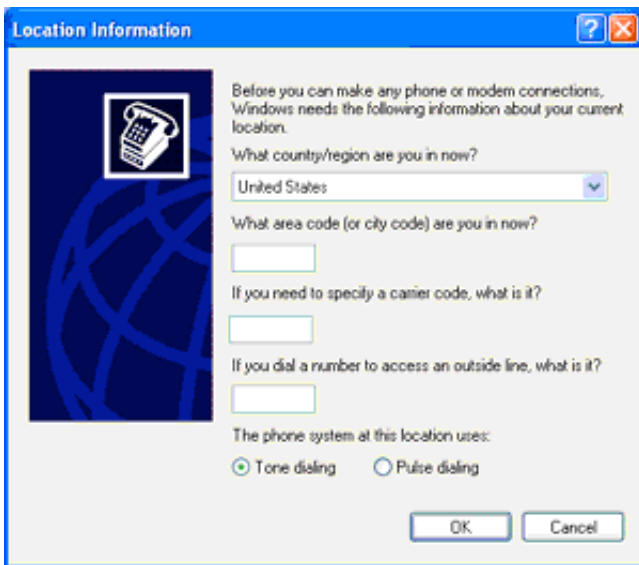 Location Information
Before you can make any phone or modem connections,
Windows needs the following information about your current
location.
What country/region are you in now?
United States
What area code (or city code) are you in now?
If you need to specify a carrier code, what is it?
If you dial a number to access an outside line, what is it?
The phone system at this location uses:
Tone dialing Pulse dialing
OK Cancel